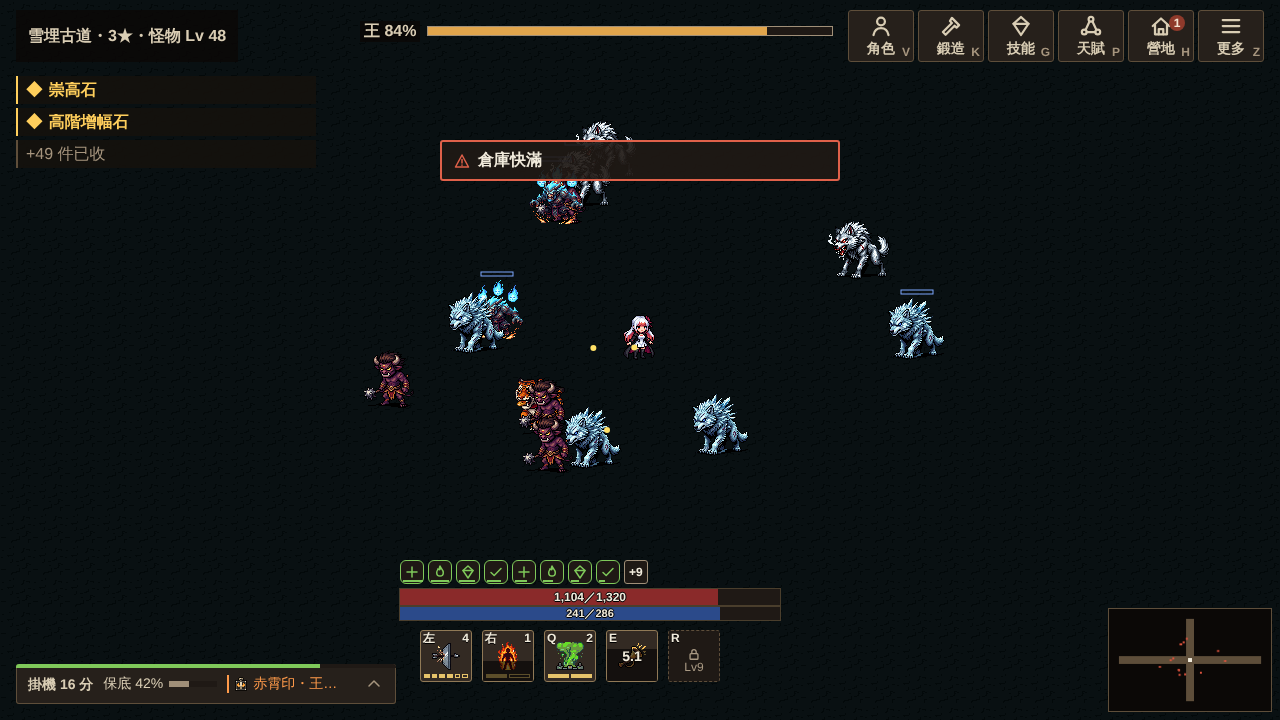 雪埋古道・3★・怪物 Lv 48
王 84%
角色 V
鍛造 K
技能 G
天賦 P
1
營地 H
更多 Z
崇高石
高階增幅石
+49 件已收
倉庫快滿
+9
1,104／1,320
241／286
左 4
右 1
Q 2
E 5.1
R Lv9
掛機 16 分 保底 42% 赤霄印・王…